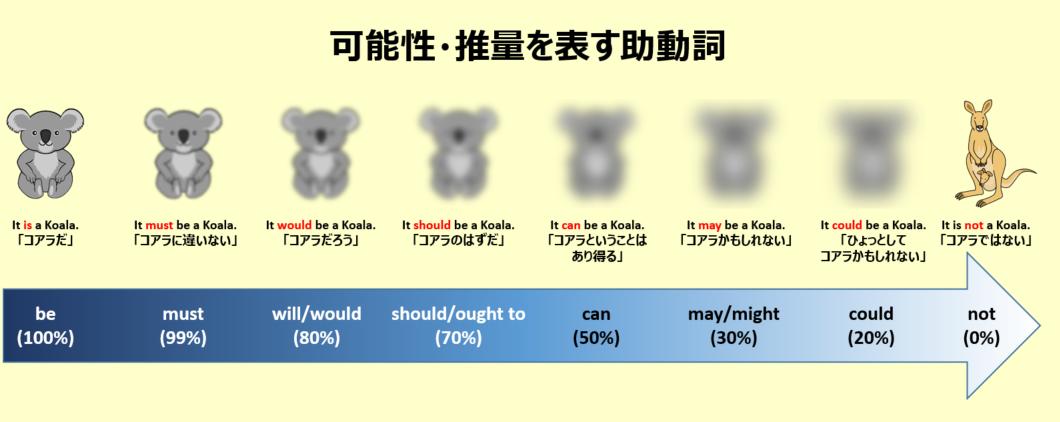 可能性・推量を表す助動詞
It is a Koala.
「コアラだ」
It must be a Koala.
「コアラに違いない」
It would be a Koala.
「コアラだろう」
It should be a Koala.
「コアラのはずだ」
It can be a Koala.
「コアラということは
あり得る」
It may be a Koala.
「コアラかもしれない」
It could be a Koala.
「ひょっとして
コアラかもしれない」
It is not a Koala.
「コアラではない」
be
(100%)
must
(99%)
will/would
(80%)
should/ought to
(70%)
can
(50%)
may/might
(30%)
could
(20%)
not
(0%)